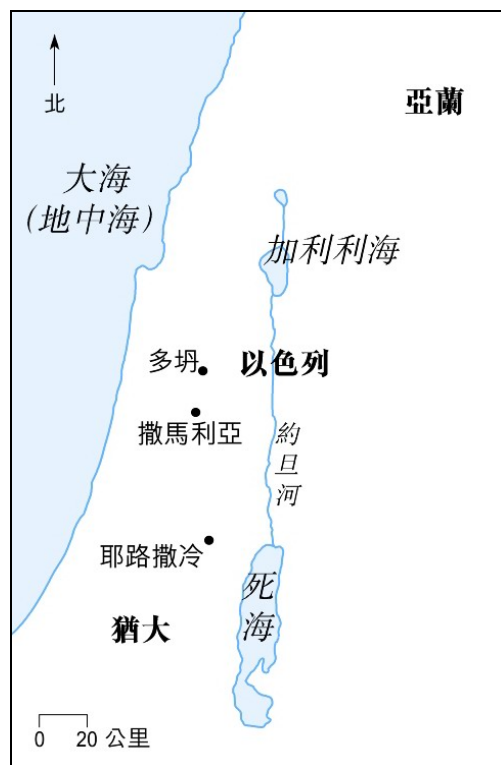 北
亞蘭
大海
(地中海)
加利利海
多坍
以色列
撒馬利亞
約旦河
耶路撒冷
死海
猶大
0 20 公里